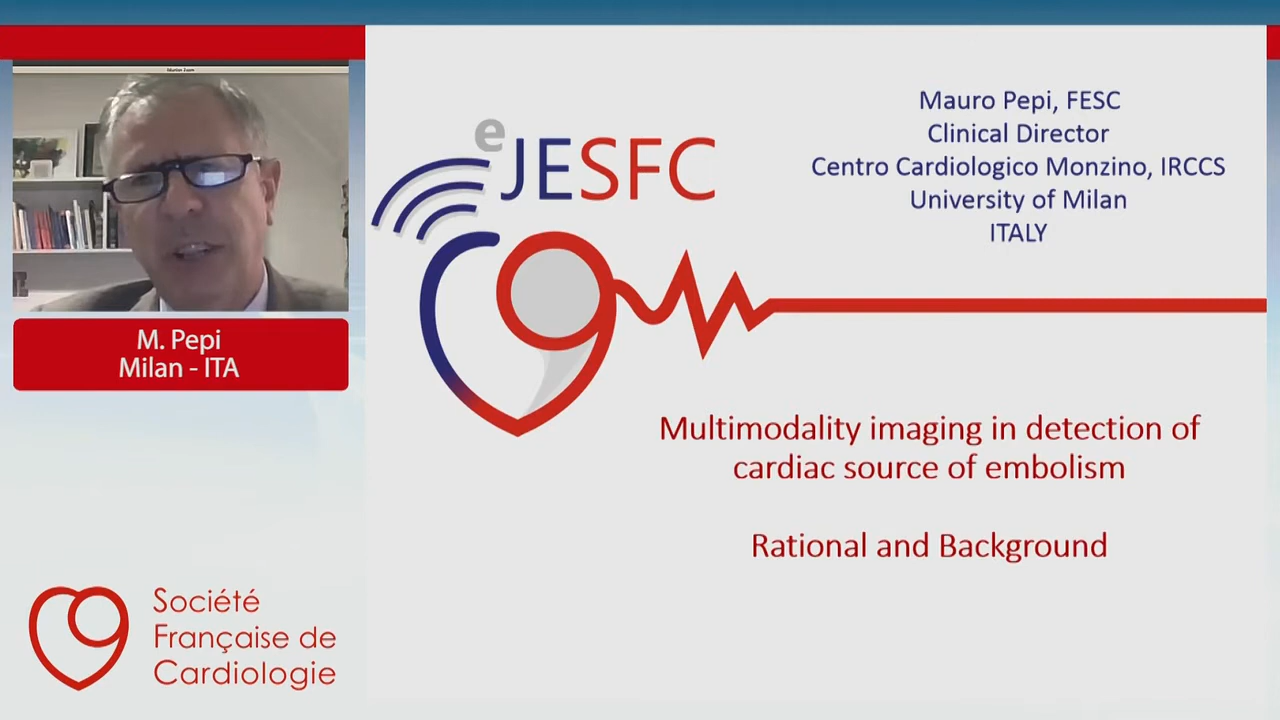 M. Pepi
Milan - ITA
Société
Française de
Cardiologie
eJESFC
Mauro Pepi, FESC
Clinical Director
Centro Cardiologico Monzino, IRCCS
University of Milan
ITALY
Multimodality imaging in detection of
cardiac source of embolism
Rational and Background